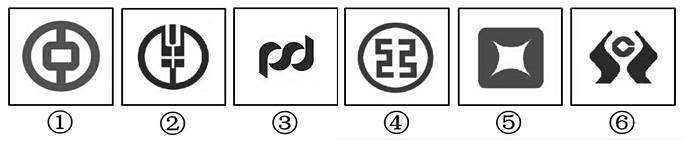 ① ② ③ ④ ⑤ ⑥